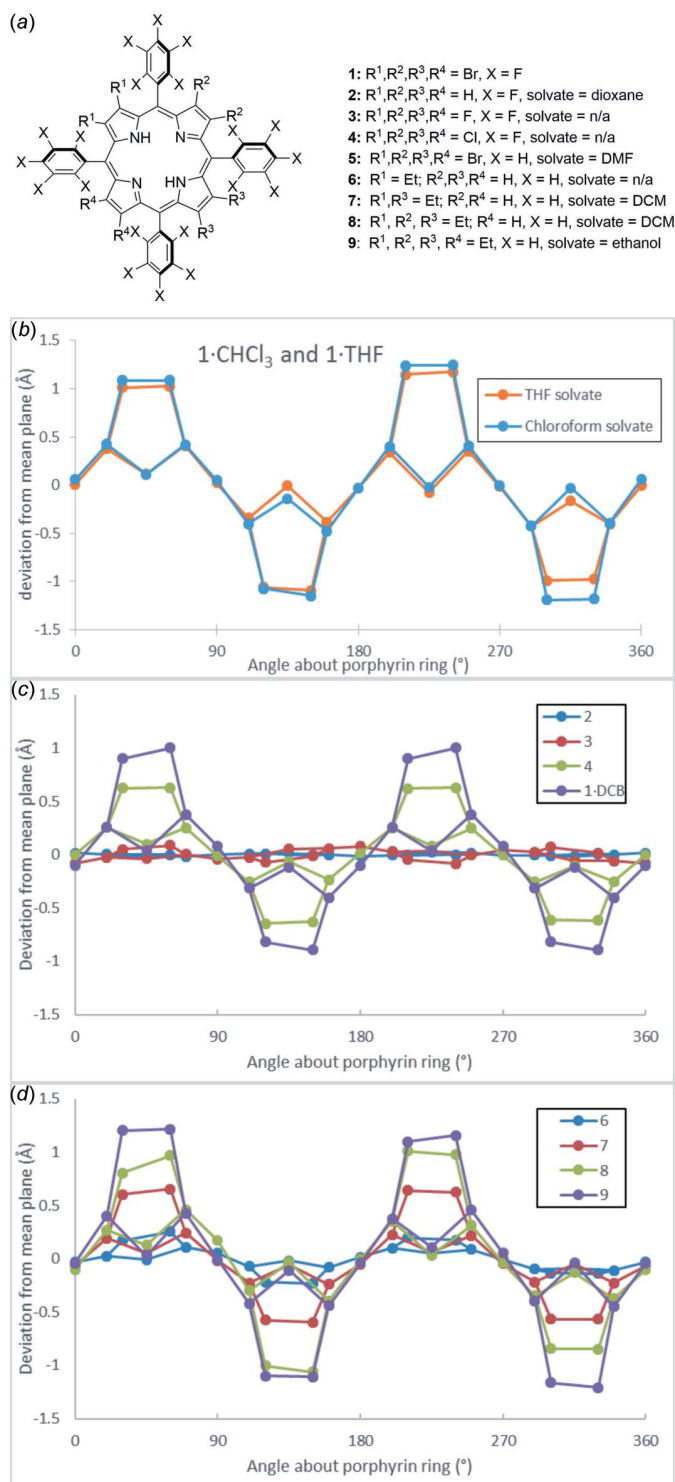 (a)
X
X X
X X
R¹ R²
X X X X
X R¹ R² X
NH N
X X
N HN
X R⁴ R³ X
X X X X
R⁴ R³
X X
X X
X
1: R¹,R²,R³,R⁴ = Br, X = F
2: R¹,R²,R³,R⁴ = H, X = F, solvate = dioxane
3: R¹,R²,R³,R⁴ = F, X = F, solvate = n/a
4: R¹,R²,R³,R⁴ = Cl, X = F, solvate = n/a
5: R¹,R²,R³,R⁴ = Br, X = H, solvate = DMF
6: R¹ = Et; R²,R³,R⁴ = H, X = H, solvate = n/a
7: R¹,R³ = Et; R²,R⁴ = H, X = H, solvate = DCM
8: R¹, R², R³ = Et; R⁴ = H, X = H, solvate = DCM
9: R¹, R², R³, R⁴ = Et, X = H, solvate = ethanol
(b)
1·CHCl₃ and 1·THF
THF solvate
Chloroform solvate
deviation from mean plane (Å)
1.5
1
0.5
0
-0.5
-1
-1.5
0 90 180 270 360
Angle about porphyrin ring (°)
(c)
2
3
4
1·DCB
Deviation from mean plane (Å)
1.5
1
0.5
0
-0.5
-1
-1.5
0 90 180 270 360
Angle about porphyrin ring (°)
(d)
6
7
8
9
Deviation from mean plane (Å)
1.5
1
0.5
0
-0.5
-1
-1.5
0 90 180 270 360
Angle about porphyrin ring (°)